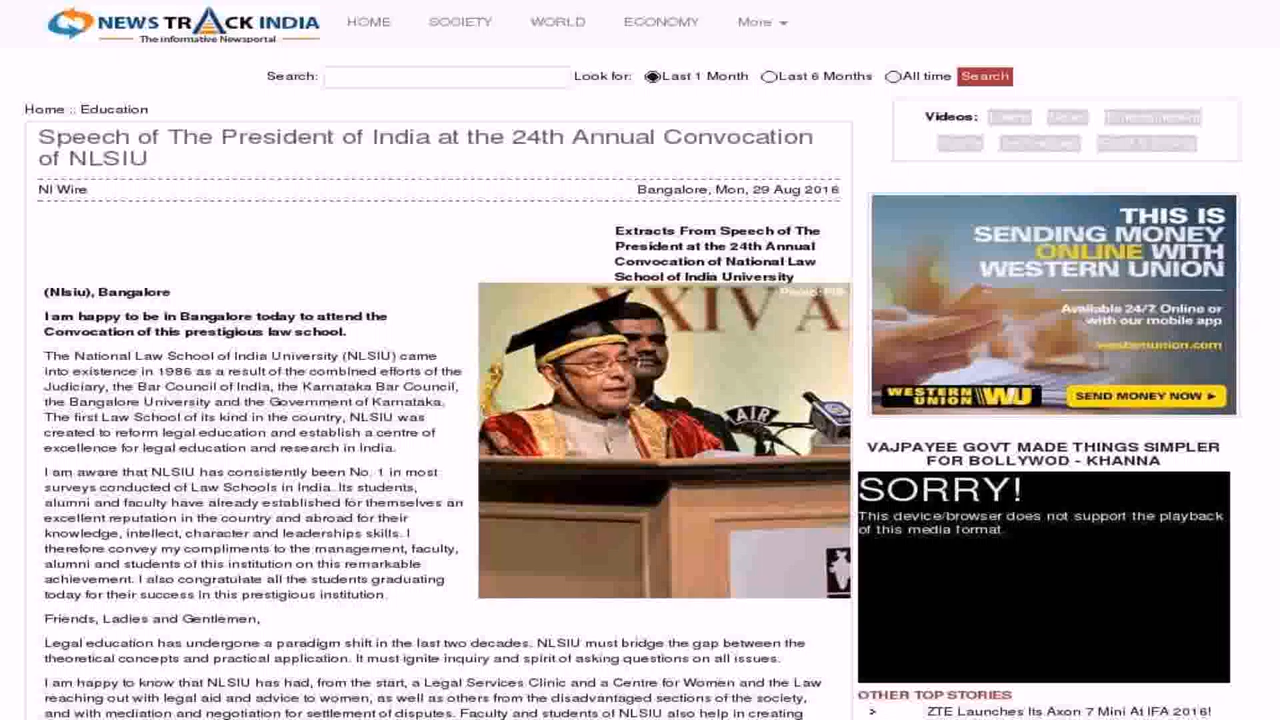 NEWS TRACK INDIA
The Informative Newsportal
HOME SOCIETY WORLD ECONOMY More
Search: Look for: Last 1 Month Last 6 Months All time Search
Home :: Education
Speech of The President of India at the 24th Annual Convocation
of NLSIU
NI Wire Bangalore, Mon, 29 Aug 2016
Extracts From Speech of The
President at the 24th Annual
Convocation of National Law
School of India University
(Nlsiu), Bangalore
I am happy to be in Bangalore today to attend the
Convocation of this prestigious law school.
The National Law School of India University (NLSIU) came
into existence in 1986 as a result of the combined efforts of the
Judiciary, the Bar Council of India, the Karnataka Bar Council,
the Bangalore University and the Government of Karnataka.
The first Law School of its kind in the country, NLSIU was
created to reform legal education and establish a centre of
excellence for legal education and research in India.
I am aware that NLSIU has consistently been No. 1 in most
surveys conducted of Law Schools in India. Its students,
alumni and faculty have already established for themselves an
excellent reputation in the country and abroad for their
knowledge, intellect, character and leaderships skills. I
therefore convey my compliments to the management, faculty,
alumni and students of this institution on this remarkable
achievement. I also congratulate all the students graduating
today for their success in this prestigious institution.
Friends, Ladies and Gentlemen,
Legal education has undergone a paradigm shift in the last two decades. NLSIU must bridge the gap between the
theoretical concepts and practical application. It must ignite inquiry and spirit of asking questions on all issues.
I am happy to know that NLSIU has had, from the start, a Legal Services Clinic and a Centre for Women and the Law
reaching out with legal aid and advice to women, as well as others from the disadvantaged sections of the society,
and with mediation and negotiation for settlement of disputes. Faculty and students of NLSIU also help in creating
Photo: PIB
XXIV A
AIR
Videos:
THIS IS
SENDING MONEY
ONLINE WITH
WESTERN UNION
Available 24/7. Online or
with our mobile app
westernunion.com
WESTERN UNION WU
SEND MONEY NOW ►
VAJPAYEE GOVT MADE THINGS SIMPLER
FOR BOLLYWOD - KHANNA
SORRY!
This device/browser does not support the playback
of this media format.
OTHER TOP STORIES
> ZTE Launches Its Axon 7 Mini At IFA 2016!